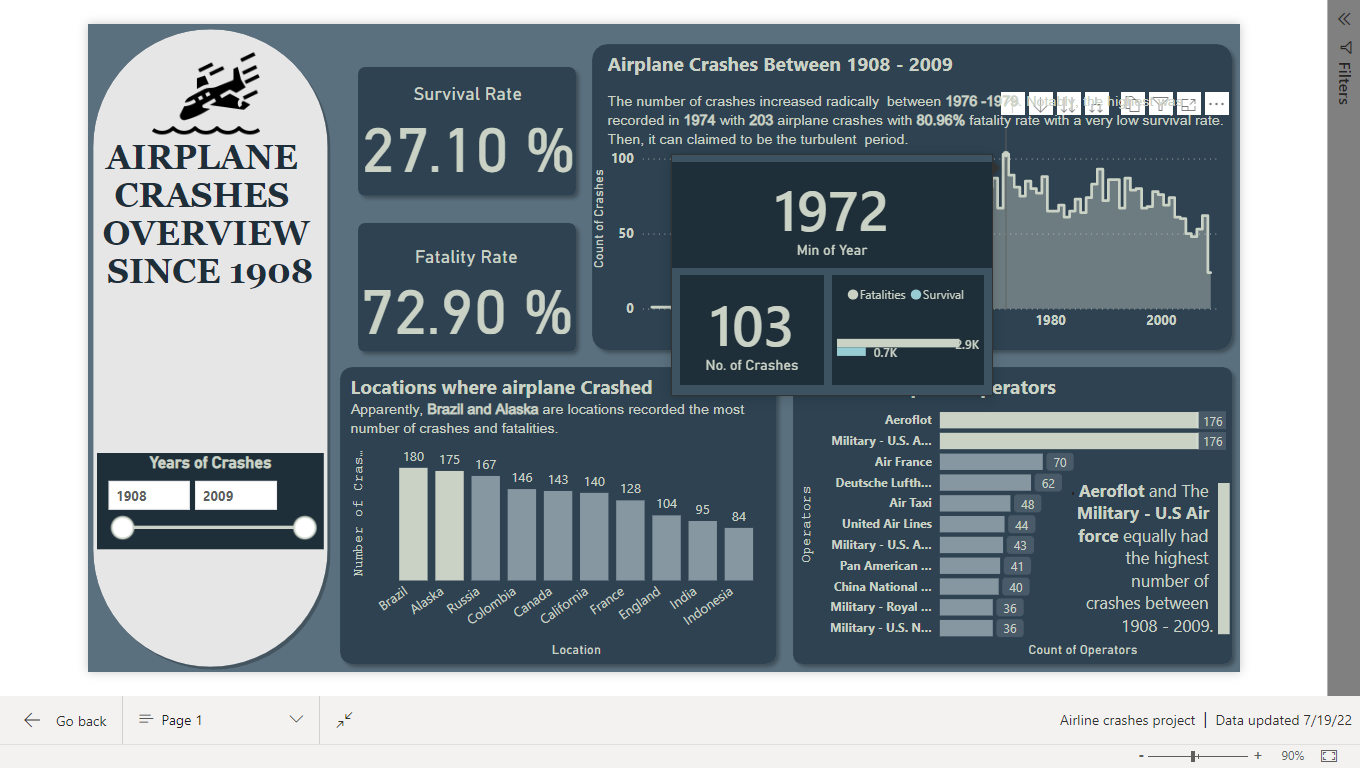 AIRPLANE
CRASHES
OVERVIEW
SINCE 1908
Years of Crashes
1908
2009
Survival Rate
27.10 %
Fatality Rate
72.90 %
Airplane Crashes Between 1908 - 2009
The number of crashes increased radically between 1976 -1979. Notably, the highest was
recorded in 1974 with 203 airplane crashes with 80.96% fatality rate with a very low survival rate.
Then, it can claimed to be the turbulent period.
Count of Crashes
100
50
0
1980
2000
1972
Min of Year
103
No. of Crashes
Fatalities
Survival
2.9K
0.7K
Locations where airplane Crashed
Apparently, Brazil and Alaska are locations recorded the most
number of crashes and fatalities.
Number of Cras…
180
175
167
146
143
140
128
104
95
84
Brazil
Alaska
Russia
Colombia
Canada
California
France
England
India
Indonesia
Location
Operators
Aeroflot 176
Military - U.S. A... 176
Air France 70
Deutsche Lufth... 62
Air Taxi 48
United Air Lines 44
Military - U.S. A... 43
Pan American ... 41
China National ... 40
Military - Royal ... 36
Military - U.S. N... 36
Count of Operators
Aeroflot and The
Military - U.S Air
force equally had
the highest
number of
crashes between
1908 - 2009.
Filters
Go back
Page 1
Airline crashes project | Data updated 7/19/22
- + 90%